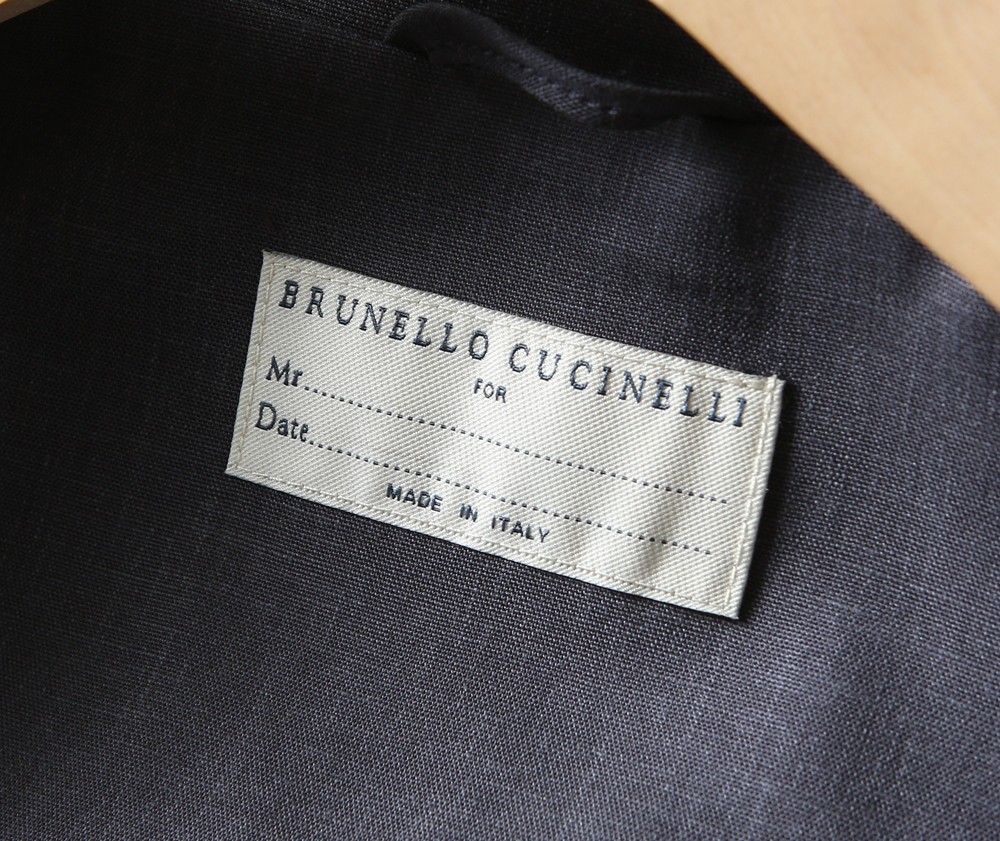 BRUNELLO CUCINELLI
FOR
Mr........................................................
Date........................................................
MADE IN ITALY